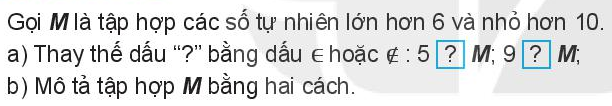 Gọi M là tập hợp các số tự nhiên lớn hơn 6 và nhỏ hơn 10.
a) Thay thế dấu “?” bằng dấu ∈ hoặc ∉ : 5 ? M; 9 ? M;
b) Mô tả tập hợp M bằng hai cách.